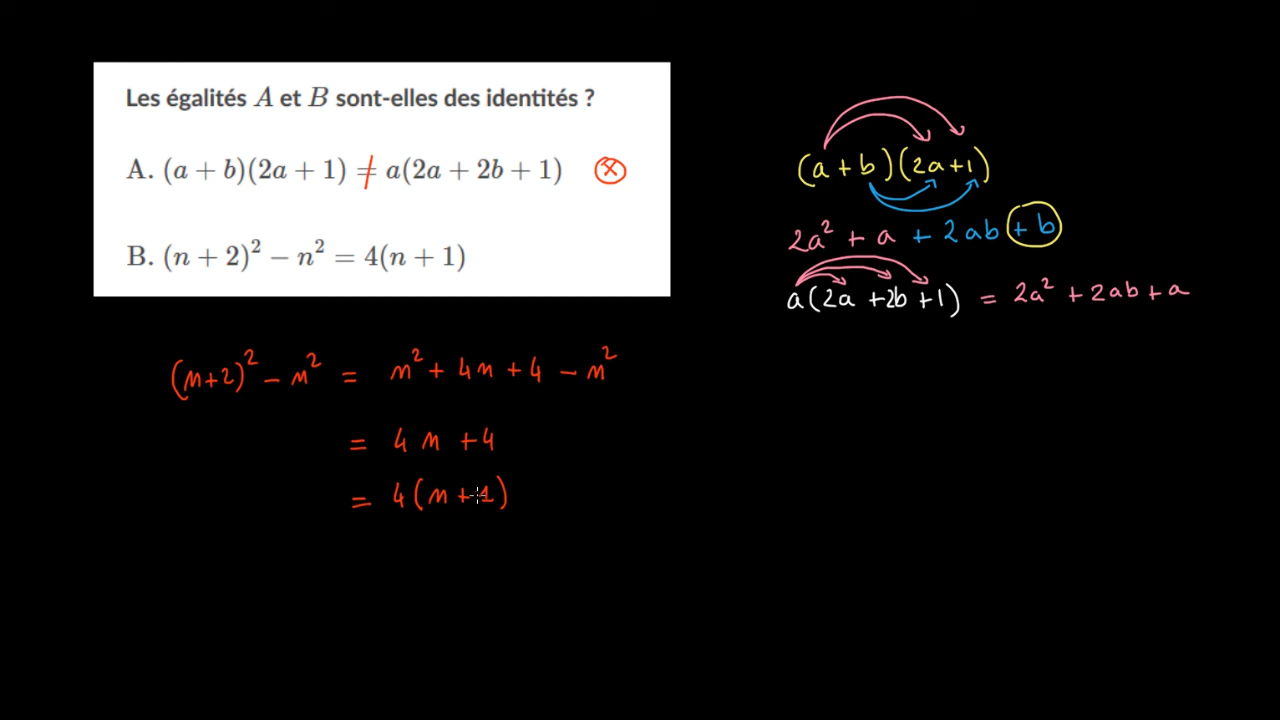 Les égalités A et B sont-elles des identités ?
A. (a + b)(2a + 1) ≠ a(2a + 2b + 1) ⊗
B. (n + 2)² − n² = 4(n + 1)
(a + b)(2a + 1)
2a² + a + 2ab + b
a(2a + 2b + 1) = 2a² + 2ab + a
(n+2)² − n² = n² + 4n + 4 − n²
= 4n + 4
= 4(n + 1)